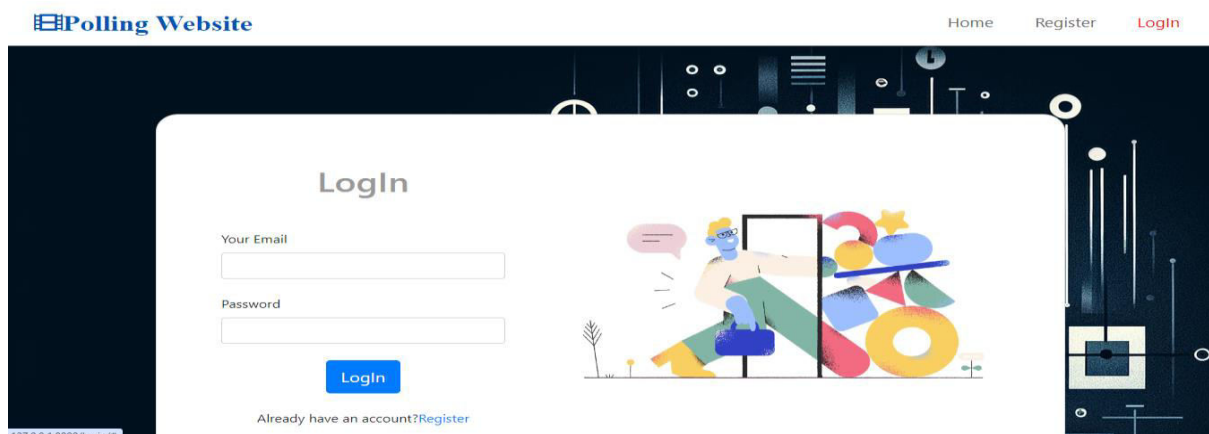 Polling Website
Home Register LogIn
LogIn
Your Email
Password
LogIn
Already have an account?Register